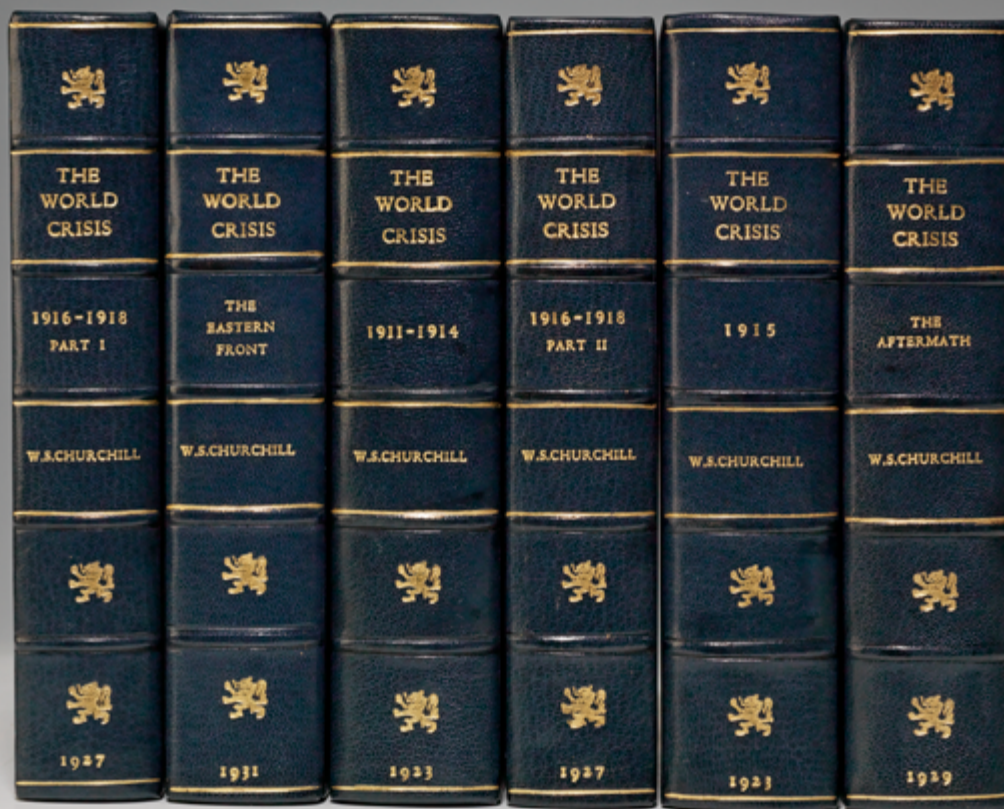 THE
WORLD
CRISIS
1916-1918
PART I
W.S.CHURCHILL
1927
THE
WORLD
CRISIS
THE
EASTERN
FRONT
W.S.CHURCHILL
1931
THE
WORLD
CRISIS
1911-1914
W.S.CHURCHILL
1923
THE
WORLD
CRISIS
1916-1918
PART II
W.S.CHURCHILL
1927
THE
WORLD
CRISIS
1915
W.S.CHURCHILL
1923
THE
WORLD
CRISIS
THE
AFTERMATH
W.S.CHURCHILL
1929